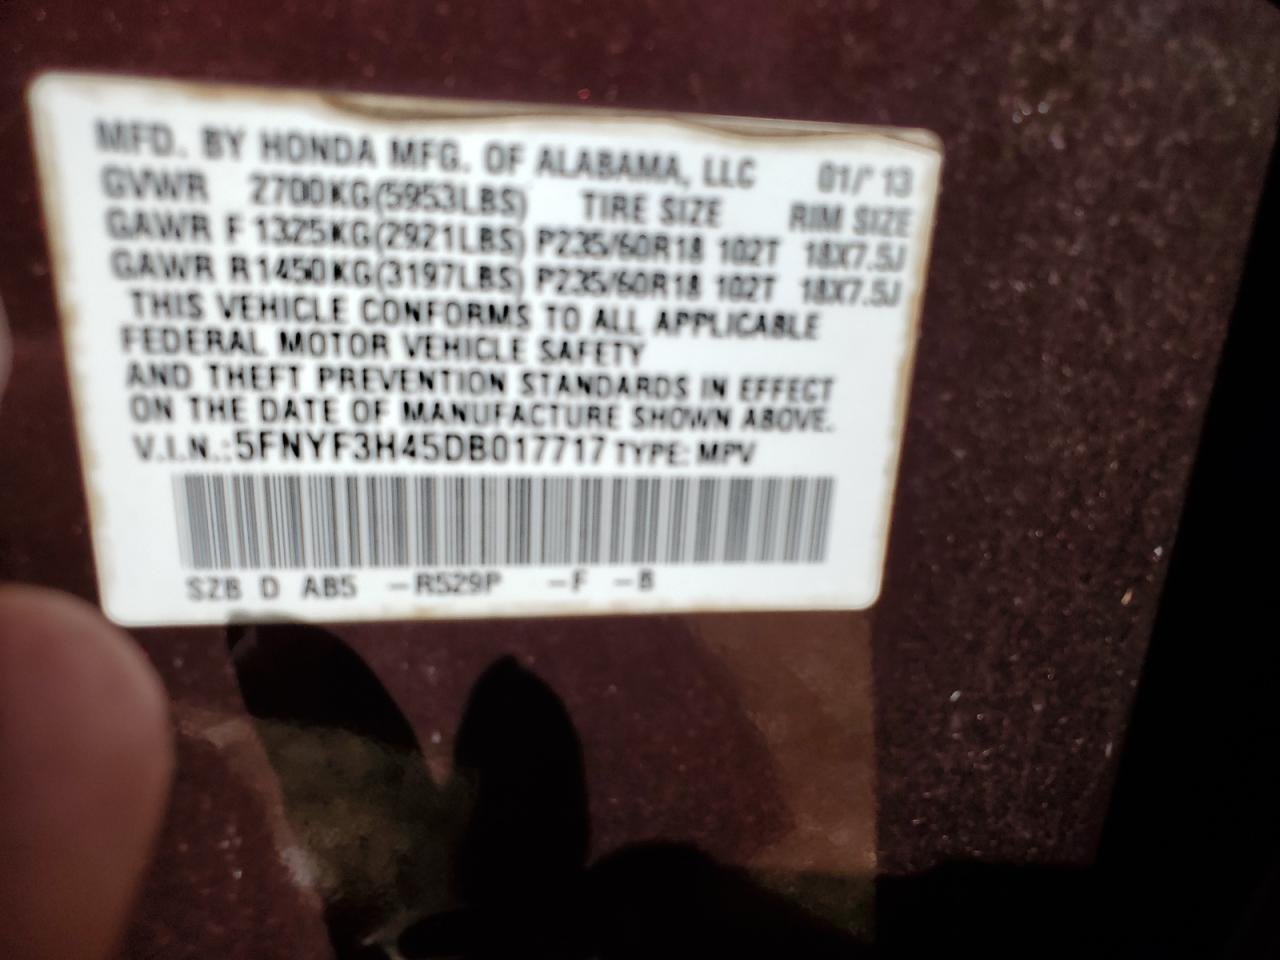 MFD. BY HONDA MFG. OF ALABAMA, LLC 01/'13
GVWR 2700KG(5953LBS) TIRE SIZE RIM SIZE
GAWR F 1325KG(2921LBS) P235/60R18 102T 18X7.5J
GAWR R 1450KG(3197LBS) P235/60R18 102T 18X7.5J
THIS VEHICLE CONFORMS TO ALL APPLICABLE
FEDERAL MOTOR VEHICLE SAFETY
AND THEFT PREVENTION STANDARDS IN EFFECT
ON THE DATE OF MANUFACTURE SHOWN ABOVE.
V.I.N.: 5FNYF3H45DB017717 TYPE: MPV
SZB D AB5 -R529P -F -B